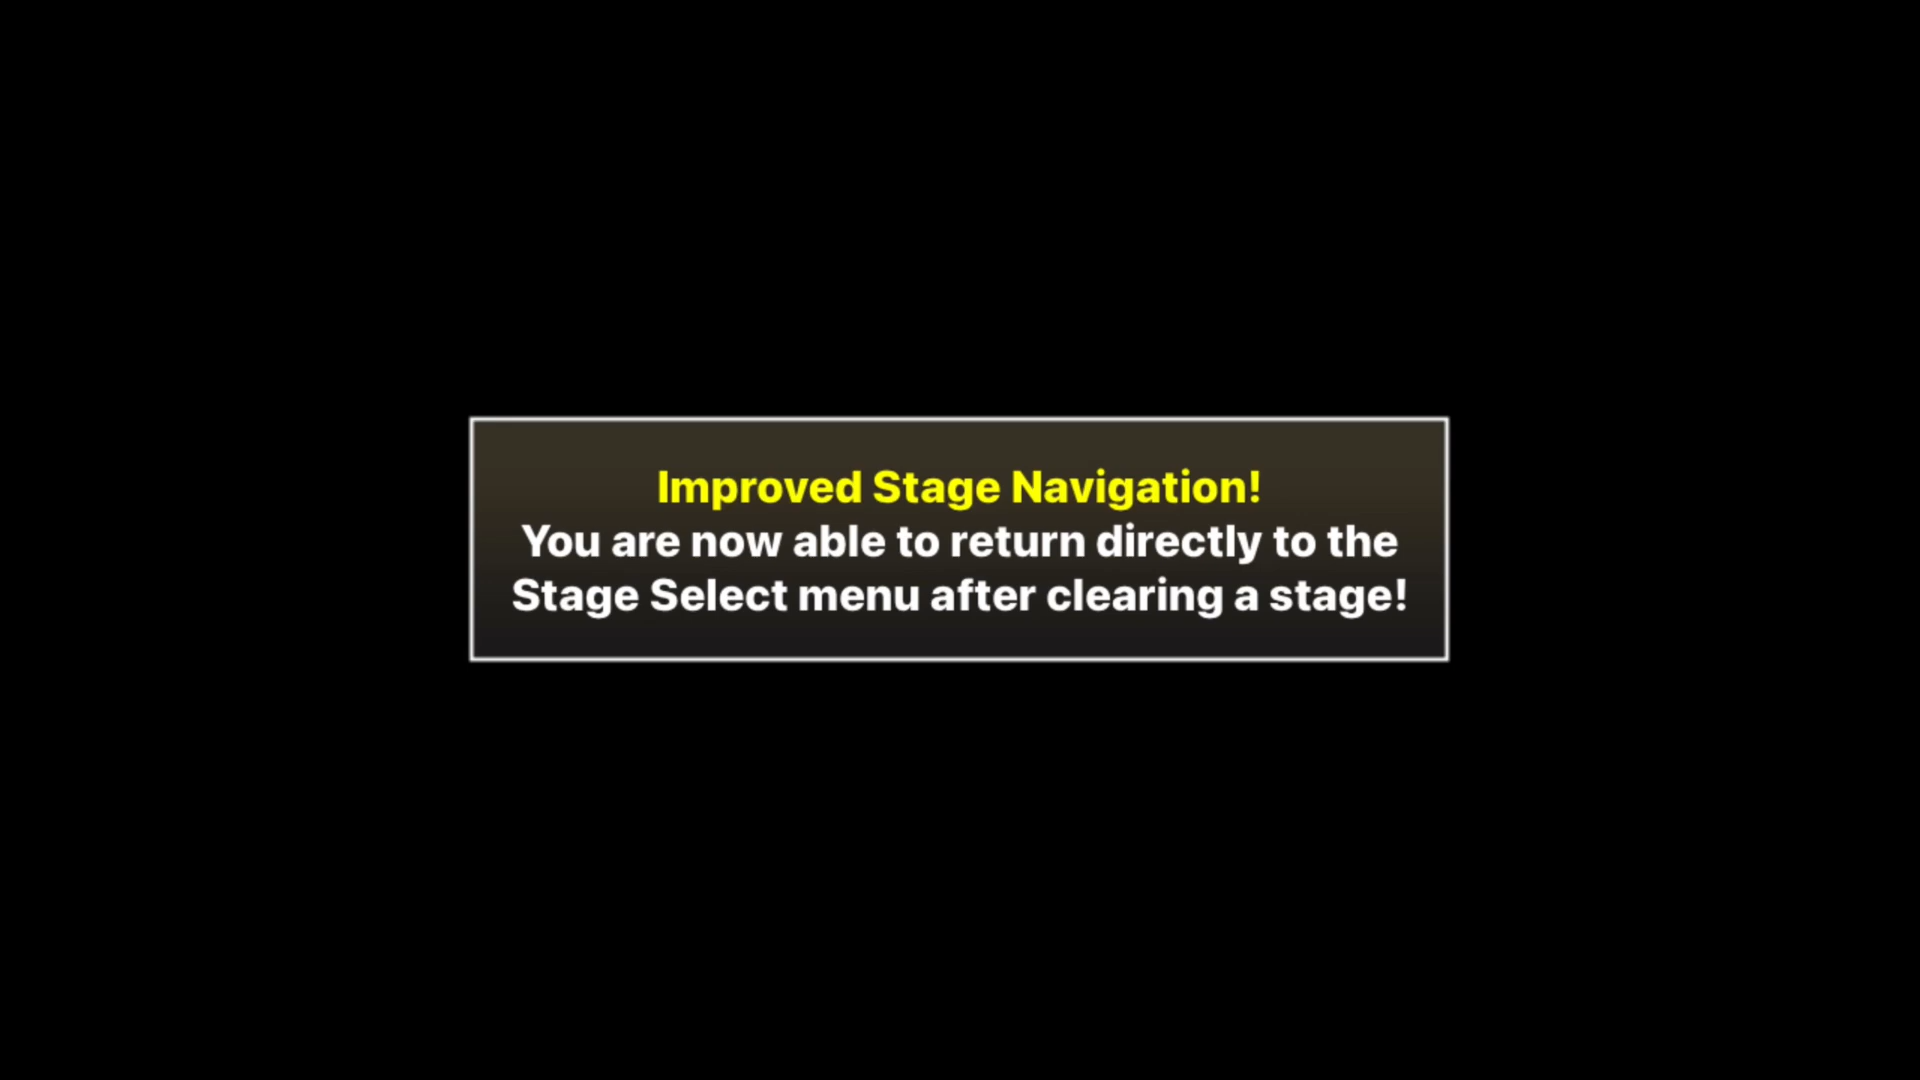 Improved Stage Navigation!
You are now able to return directly to the
Stage Select menu after clearing a stage!